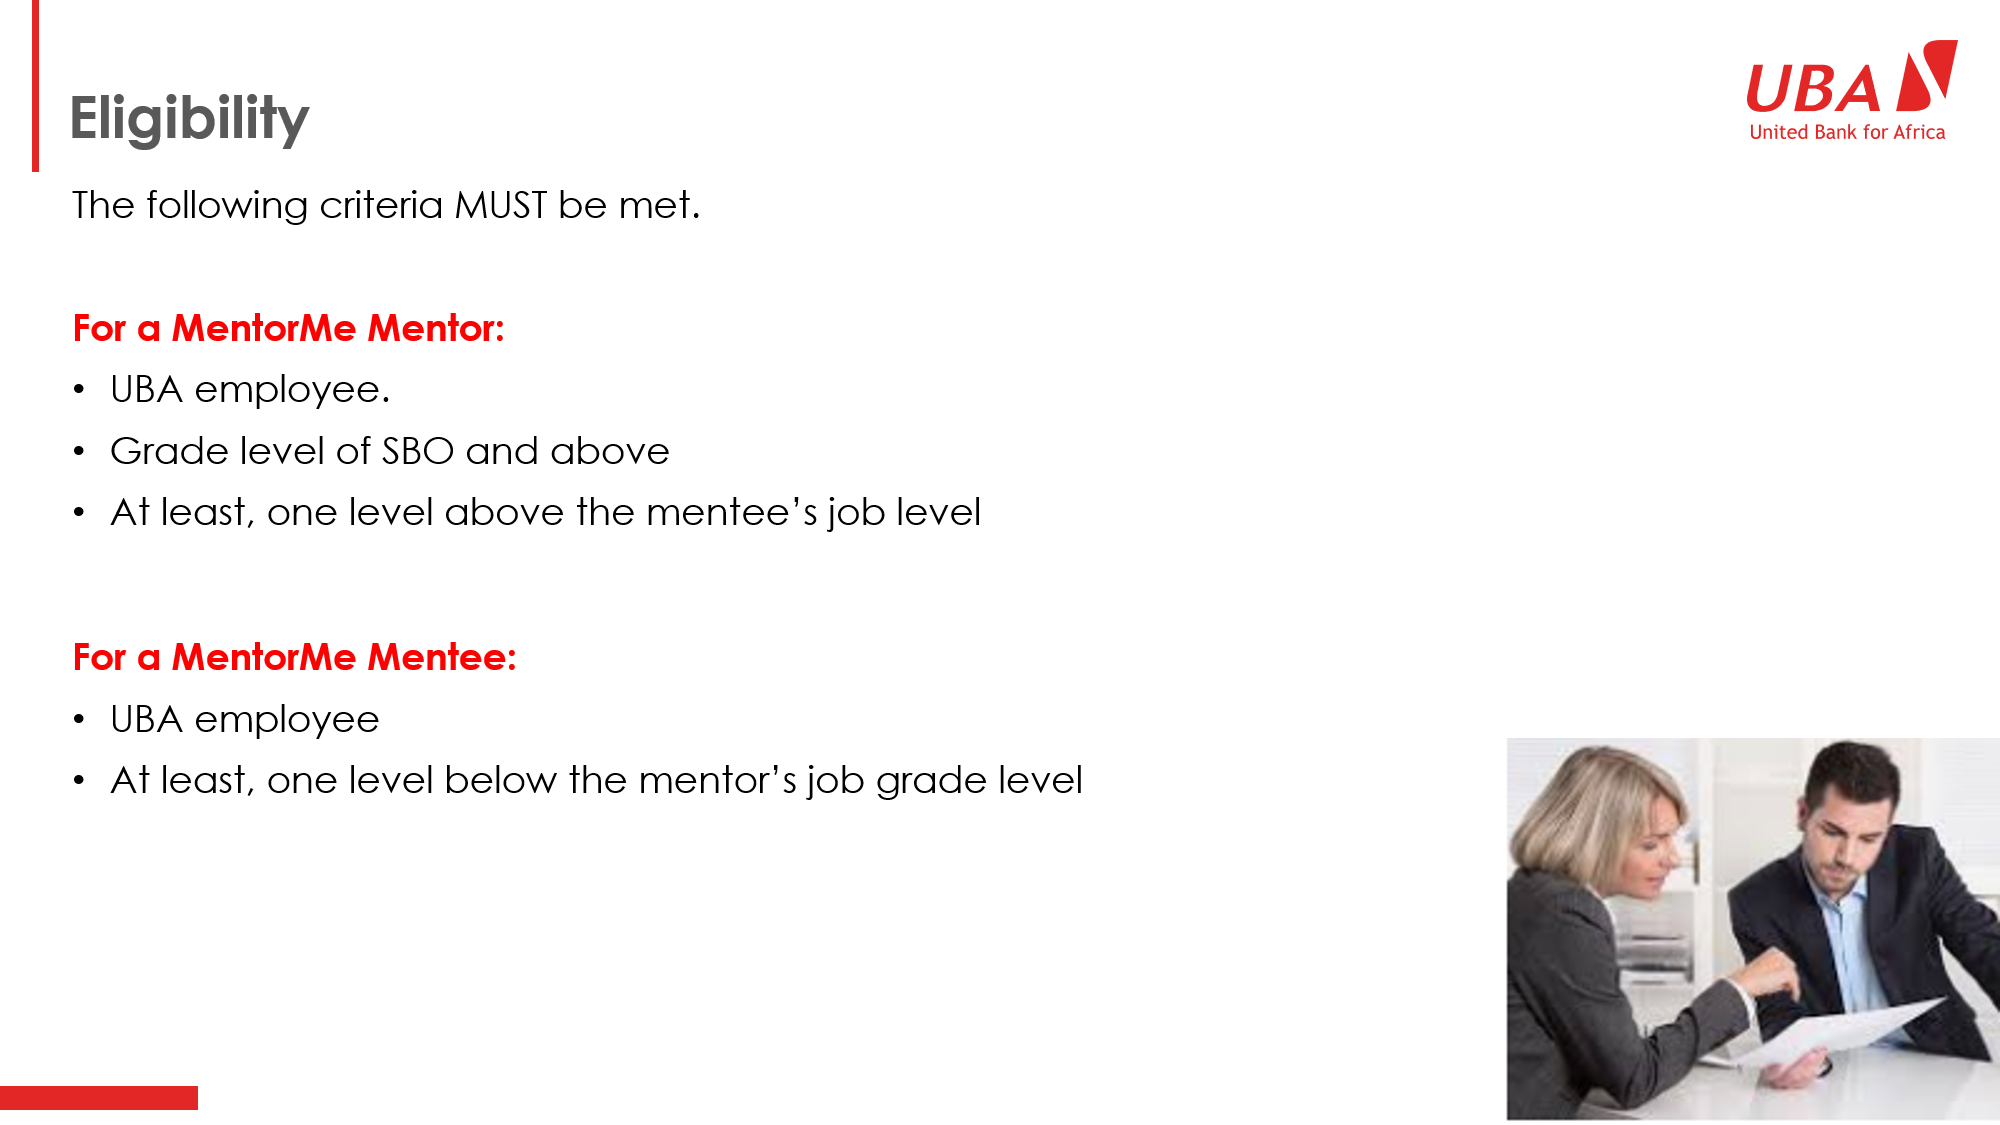 Eligibility
UBA
United Bank for Africa
The following criteria MUST be met.
For a MentorMe Mentor:
• UBA employee.
• Grade level of SBO and above
• At least, one level above the mentee’s job level
For a MentorMe Mentee:
• UBA employee
• At least, one level below the mentor’s job grade level